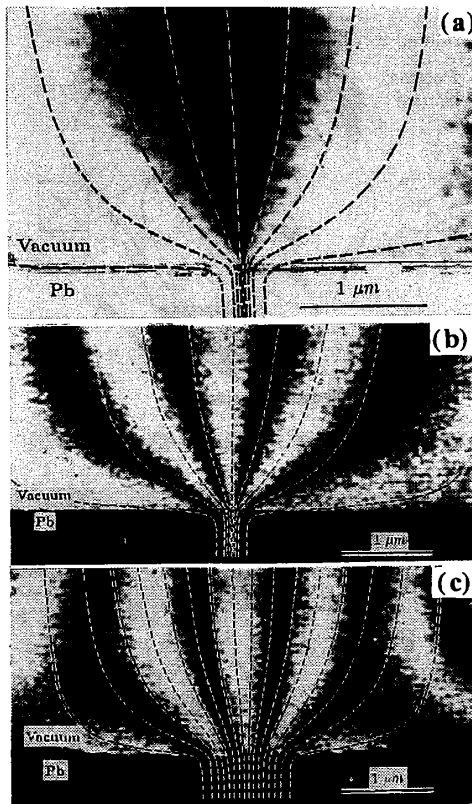 (a)
Vacuum
Pb
1 μm
(b)
Vacuum
Pb
1 μm
(c)
Vacuum
Pb
1 μm